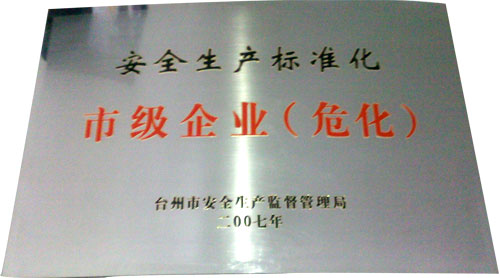 安全生产标准化
市级企业（危化）
台州市安全生产监督管理局
二00七年